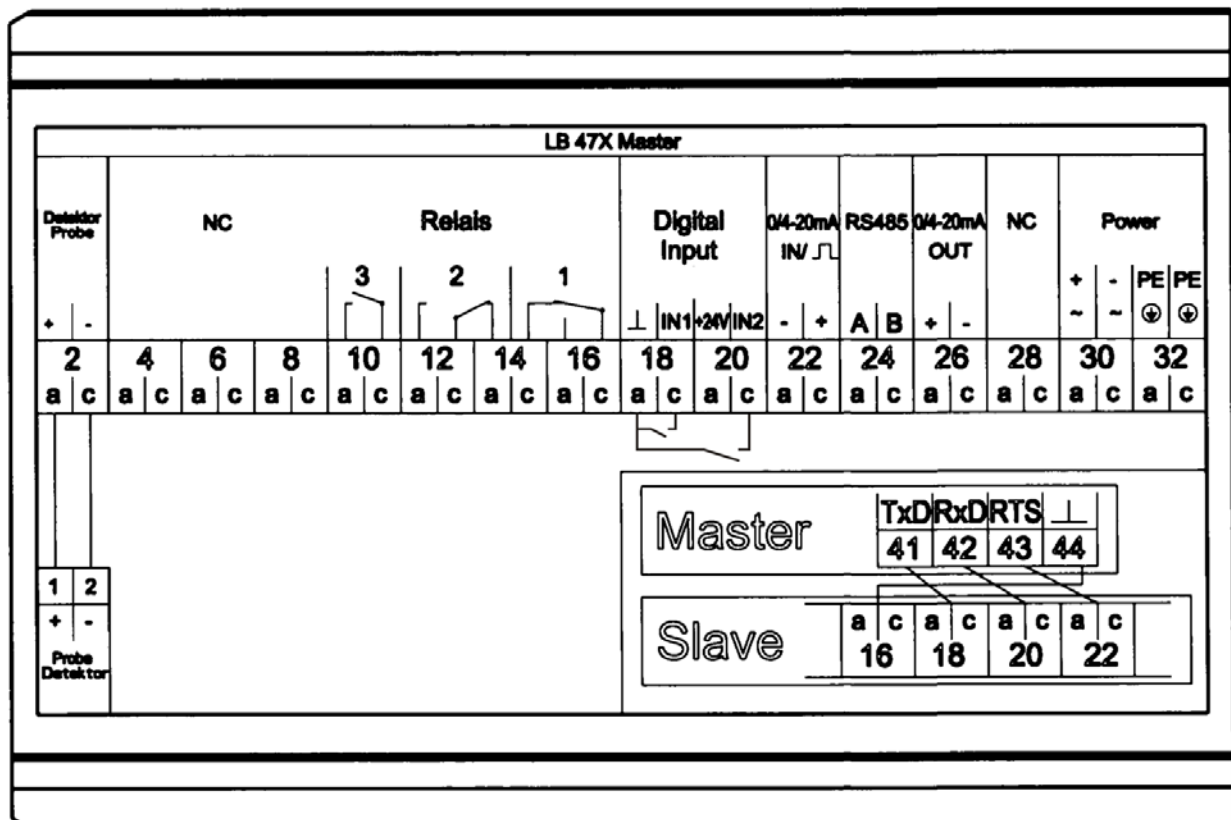 LB 47X Master
Detektor Probe NC Relais Digital Input 0/4-20mA IN/ RS485 0/4-20mA OUT NC Power
3 2 1
+ - ⊥ IN1 +24V IN2 - + A B + - + ~ - ~ PE PE
2 4 6 8 10 12 14 16 18 20 22 24 26 28 30 32
a c a c a c a c a c a c a c a c a c a c a c a c a c a c a c a c
Master TxD RxD RTS ⊥
41 42 43 44
1 2
+ -
Probe
Detektor
Slave a c a c a c a c
16 18 20 22